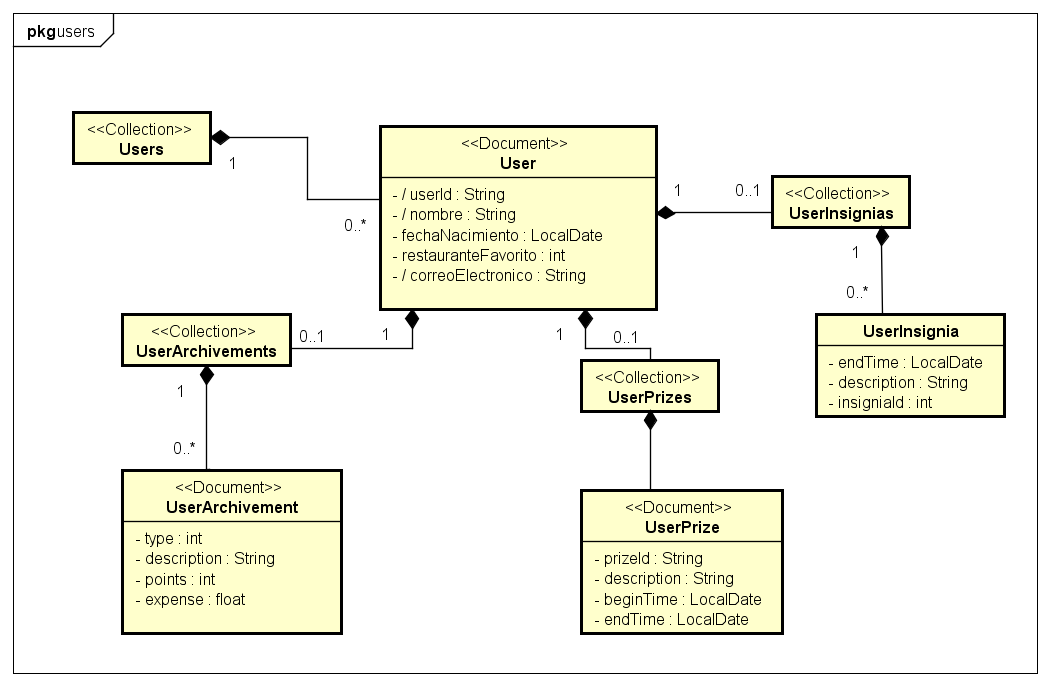 pkg users
<<Collection>>
Users
1
0..*
<<Document>>
User
- / userId : String
- / nombre : String
- fechaNacimiento : LocalDate
- restauranteFavorito : int
- / correoElectronico : String
1
0..1
<<Collection>>
UserInsignias
1
0..*
UserInsignia
- endTime : LocalDate
- description : String
- insigniaId : int
<<Collection>>
UserArchivements
0..1
1
1
0..*
<<Document>>
UserArchivement
- type : int
- description : String
- points : int
- expense : float
1
0..1
<<Collection>>
UserPrizes
<<Document>>
UserPrize
- prizeId : String
- description : String
- beginTime : LocalDate
- endTime : LocalDate